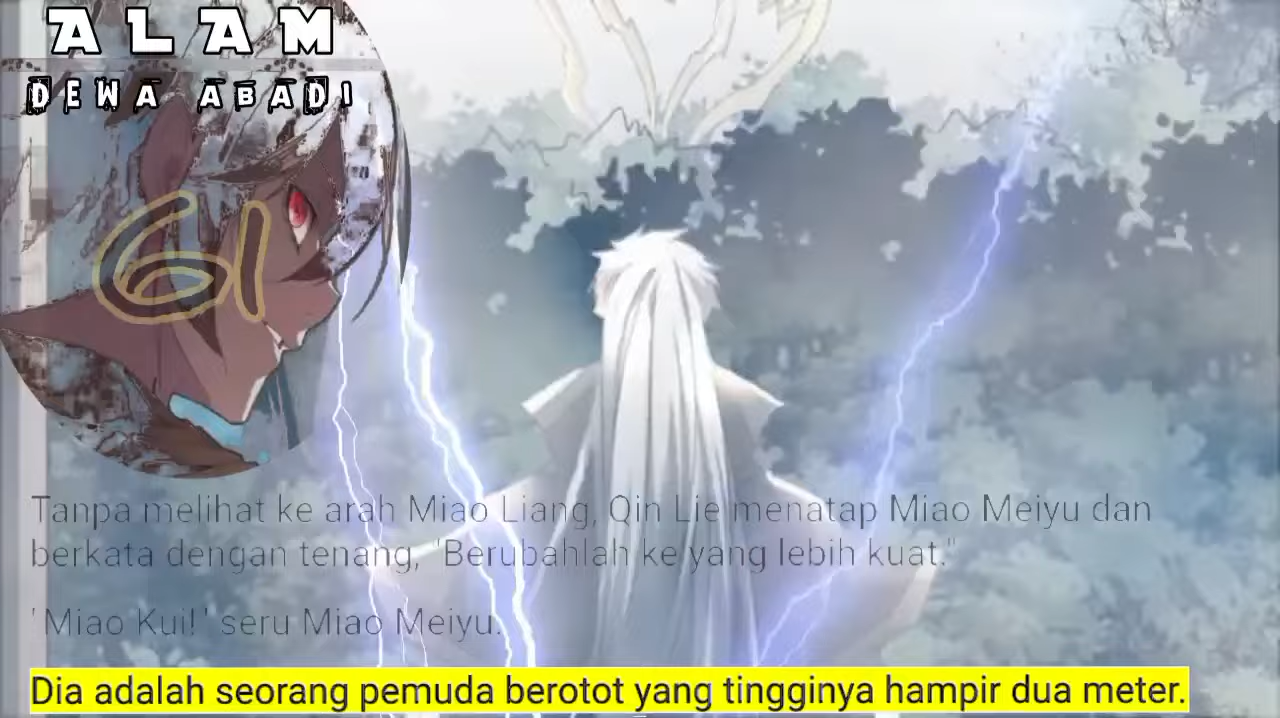 ALAM
DEWA ABADI
61
Tanpa melihat ke arah Miao Liang, Qin Lie menatap Miao Meiyu dan
berkata dengan tenang, "Berubahlah ke yang lebih kuat."
'Miao Kui!' seru Miao Meiyu.
Dia adalah seorang pemuda berotot yang tingginya hampir dua meter.